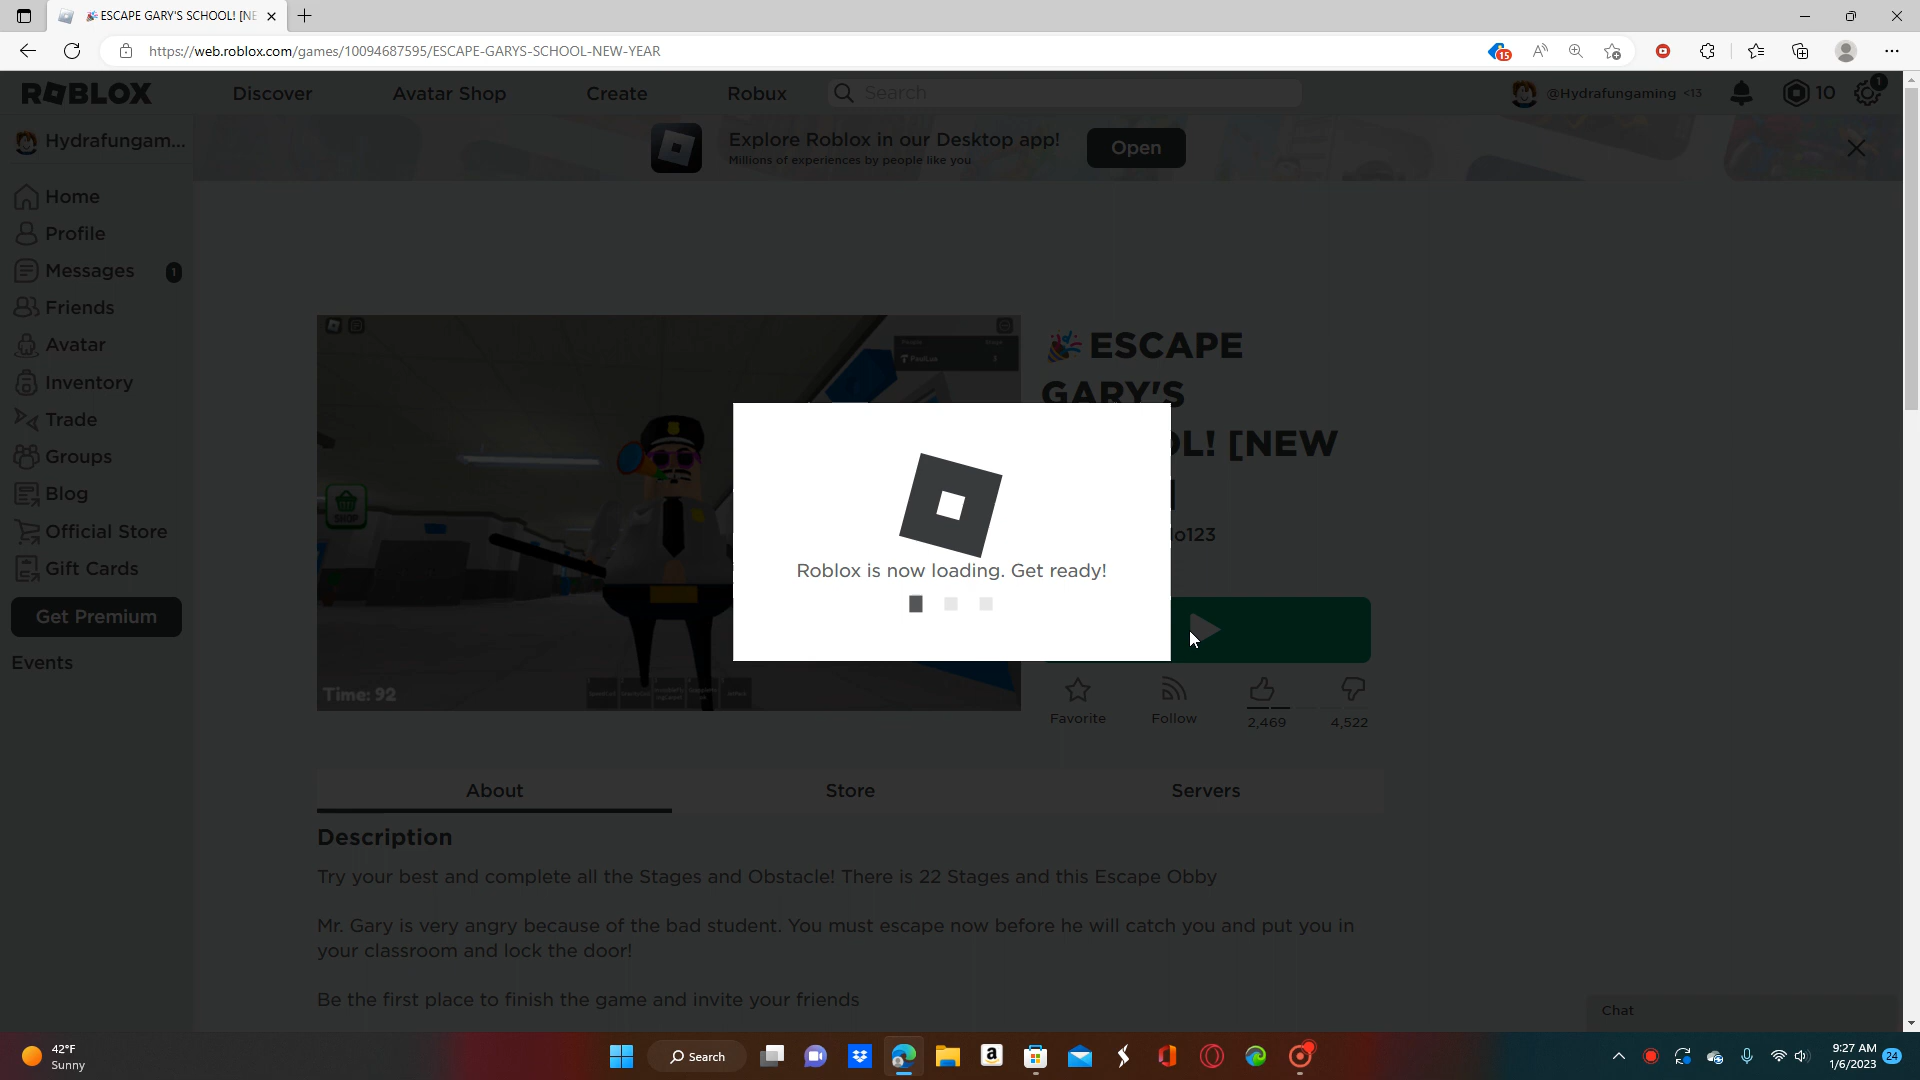 ESCAPE GARY'S SCHOOL! [NE
https://web.roblox.com/games/10094687595/ESCAPE-GARYS-SCHOOL-NEW-YEAR
15
ROBLOX
Discover
Avatar Shop
Create
Robux
Search
@Hydrafungaming <13
10
1
Hydrafungam...
Explore Roblox in our Desktop app!
Millions of experiences by people like you
Open
Home
Profile
Messages
1
Friends
Avatar
Inventory
Trade
Groups
Blog
Official Store
Gift Cards
Get Premium
Events
SHOP
Time: 92
ESCAPE
GARY'S
OL! [NEW
lo123
Roblox is now loading. Get ready!
Favorite
Follow
2,469
4,522
About
Store
Servers
Description
Try your best and complete all the Stages and Obstacle! There is 22 Stages and this Escape Obby
Mr. Gary is very angry because of the bad student. You must escape now before he will catch you and put you in
your classroom and lock the door!
Be the first place to finish the game and invite your friends
Chat
42°F
Sunny
Search
9:27 AM
1/6/2023
24